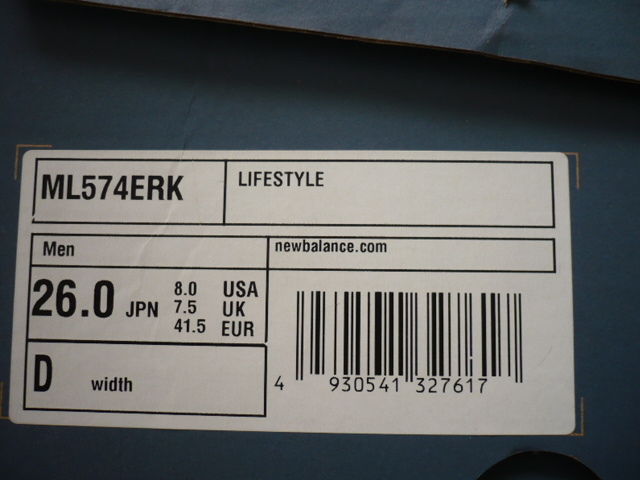 ML574ERK
LIFESTYLE
Men
newbalance.com
26.0 JPN
8.0 USA
7.5 UK
41.5 EUR
D width
4 930541 327617